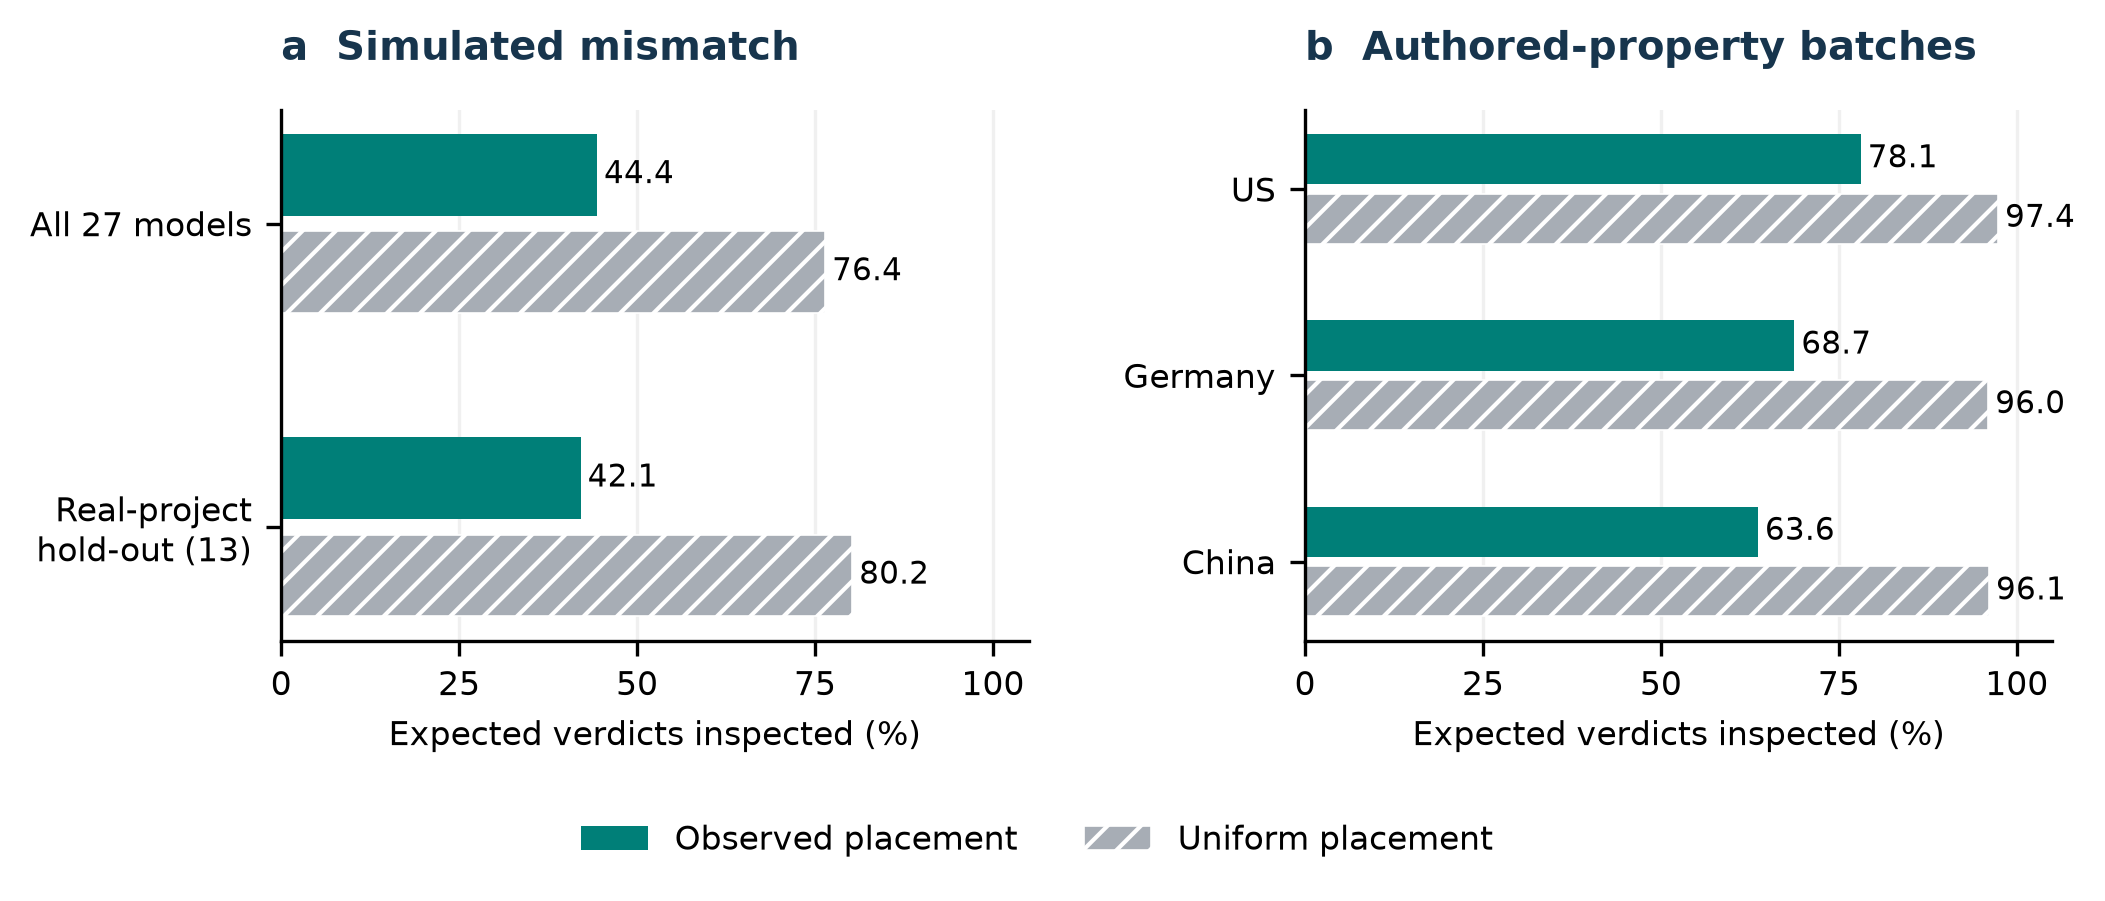 a Simulated mismatch
All 27 models
44.4
76.4
Real-project
hold-out (13)
42.1
80.2
0 25 50 75 100
Expected verdicts inspected (%)
b Authored-property batches
US
78.1
97.4
Germany
68.7
96.0
China
63.6
96.1
0 25 50 75 100
Expected verdicts inspected (%)
Observed placement
Uniform placement